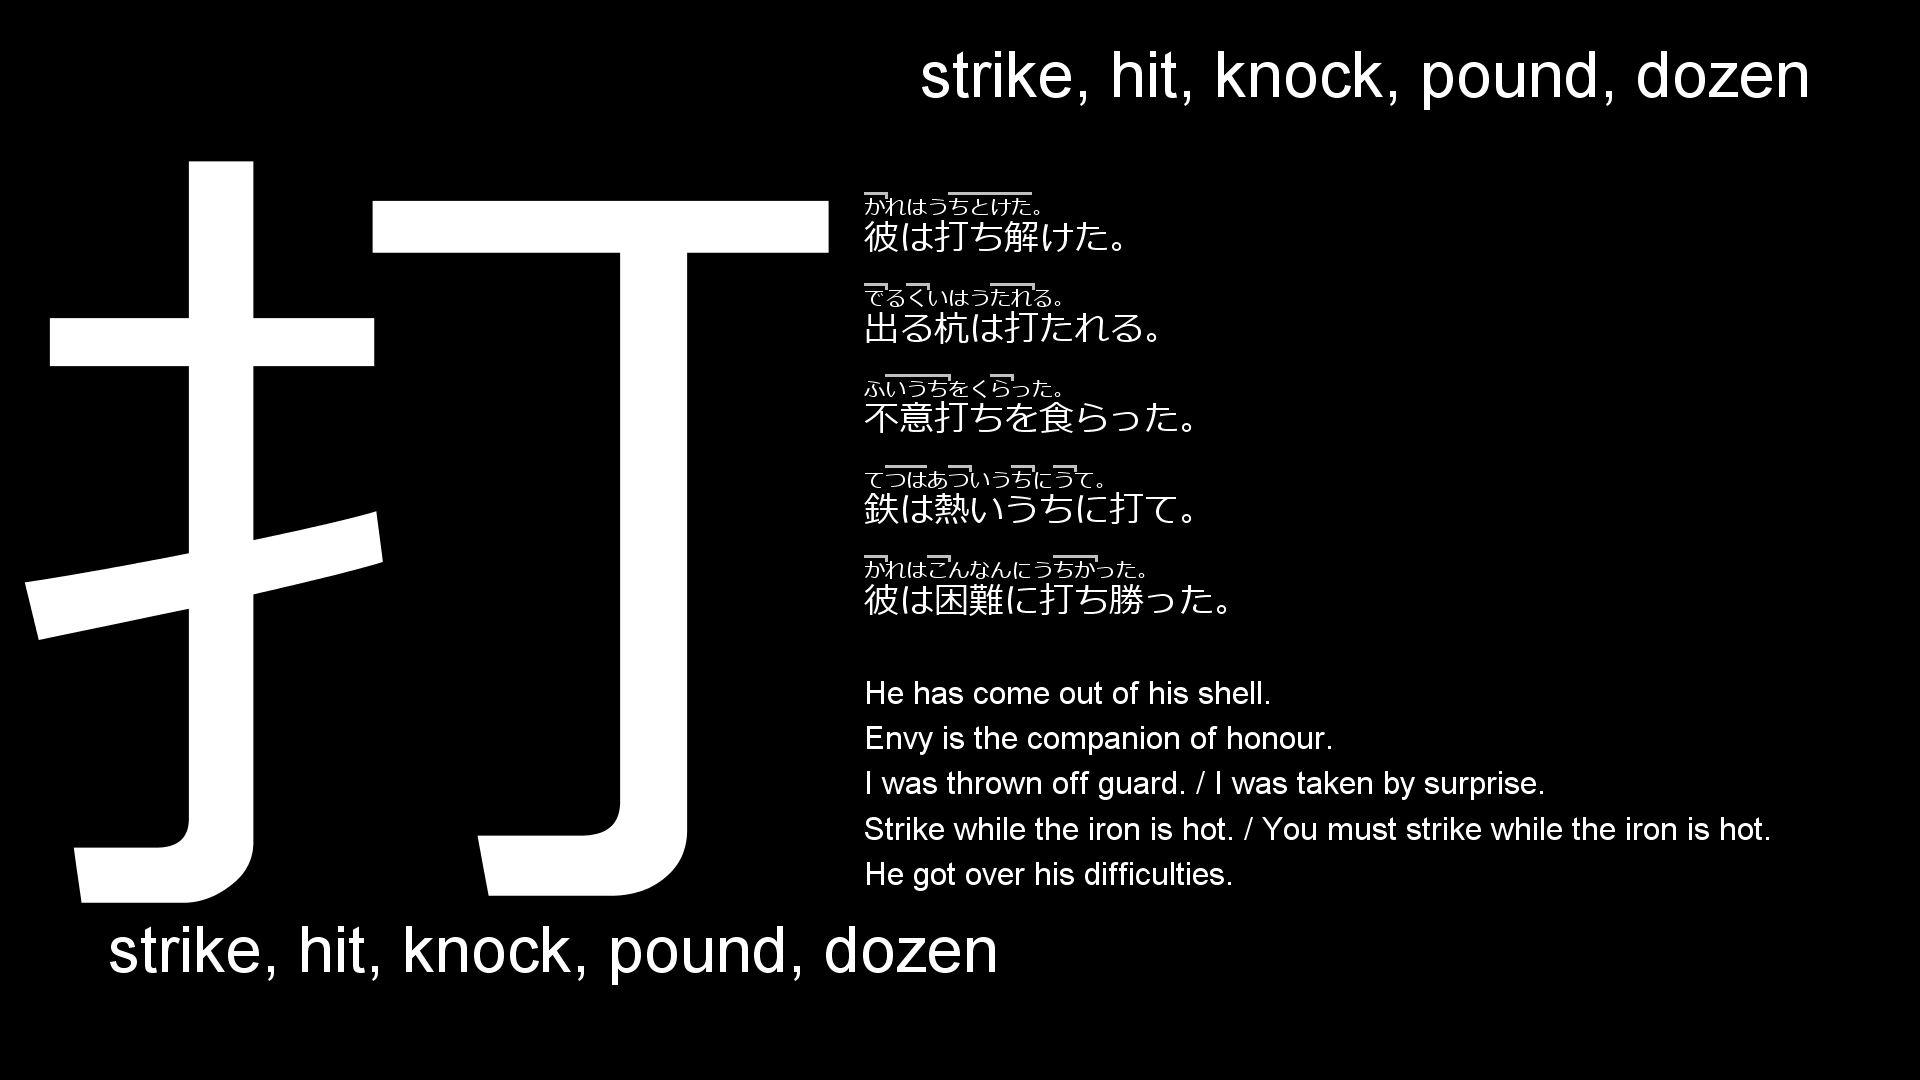 strike, hit, knock, pound, dozen
打
かれはうちとけた。
彼は打ち解けた。
でるくいはうたれる。
出る杭は打たれる。
ふいうちをくらった。
不意打ちを食らった。
てつはあついうちにうて。
鉄は熱いうちに打て。
かれはこんなんにうちかった。
彼は困難に打ち勝った。
He has come out of his shell.
Envy is the companion of honour.
I was thrown off guard. / I was taken by surprise.
Strike while the iron is hot. / You must strike while the iron is hot.
He got over his difficulties.
strike, hit, knock, pound, dozen